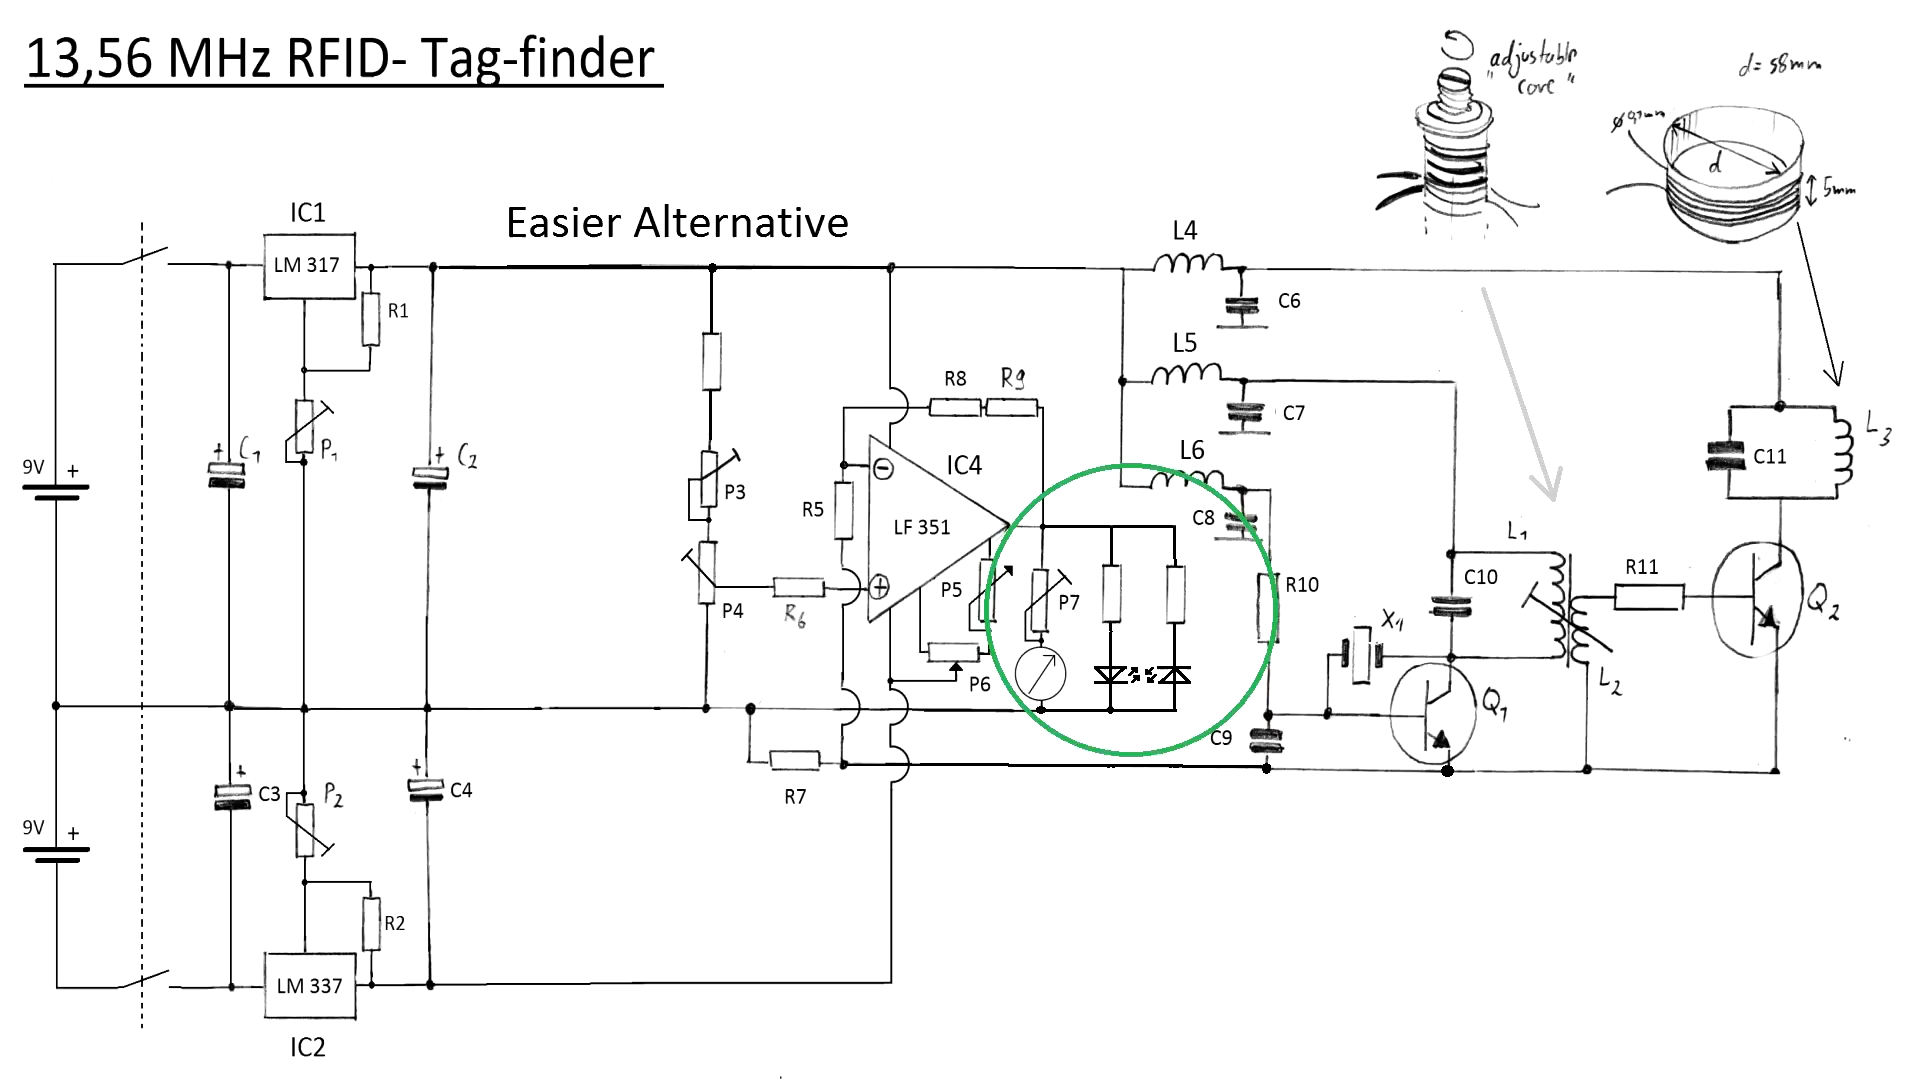 13,56 MHz RFID- Tag-finder
"adjustable
core"
d= 58mm
d
5mm
IC1
LM 317
Easier Alternative
R1
L4
C6
L5
C7
L6
C8
R8 R9
IC4
LF 351
R5
P1
C1
C2
9V +
+
+
P3
P4
R6
P5
P6
P7
R10
C9
C10
C11
L1
L2
L3
R11
Q2
X1
Q1
R7
C3
+
P2
C4
+
9V +
R2
LM 337
IC2